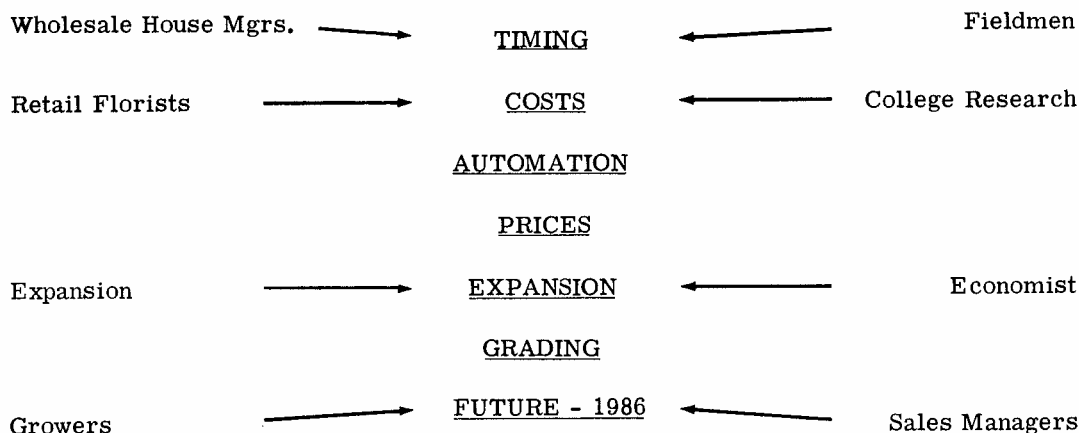 Wholesale House Mgrs. TIMING Fieldmen
Retail Florists COSTS College Research
AUTOMATION
PRICES
Expansion EXPANSION Economist
GRADING
Growers FUTURE - 1986 Sales Managers